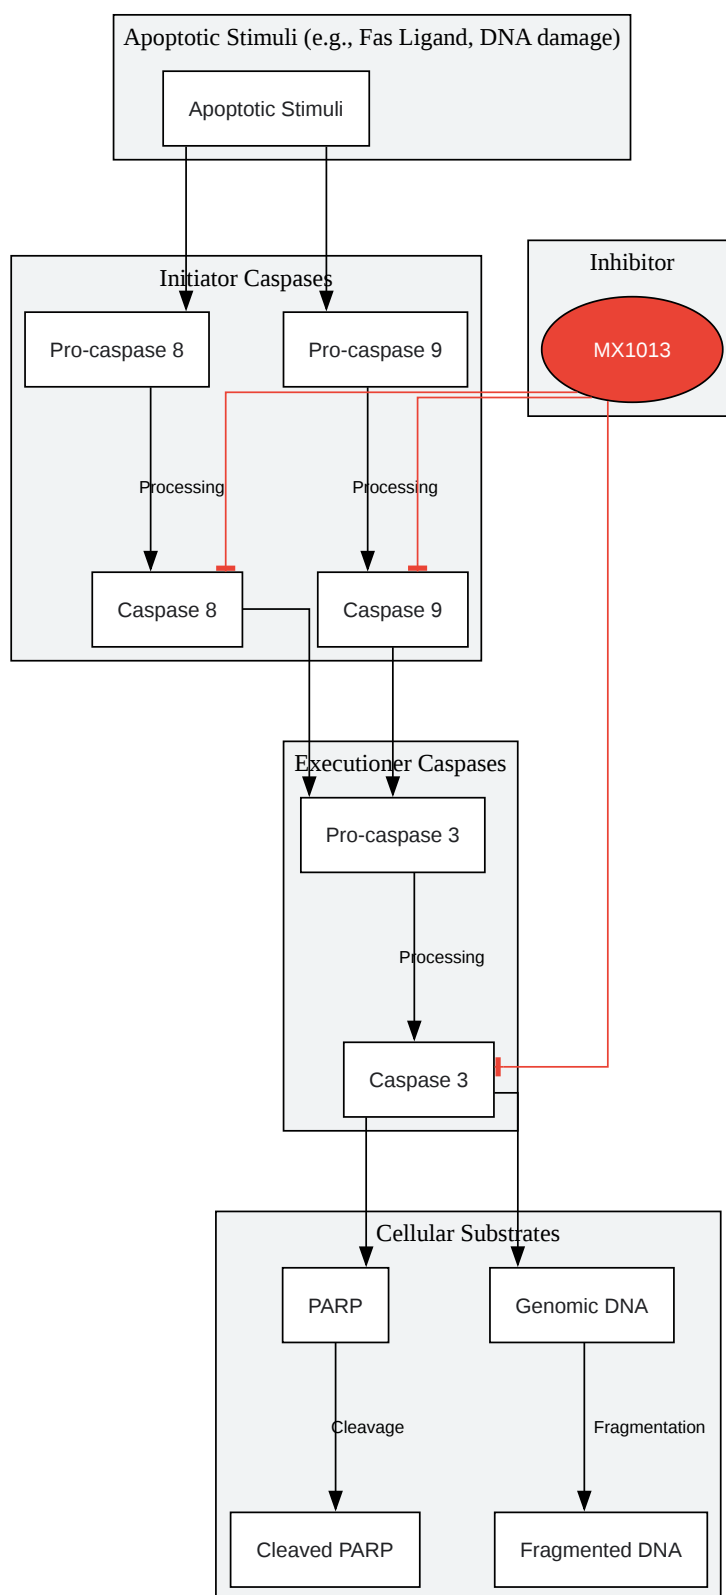 Apoptotic Stimuli (e.g., Fas Ligand, DNA damage)
Apoptotic Stimuli
Initiator Caspases
Inhibitor
Pro-caspase 8
Pro-caspase 9
MX1013
Processing
Processing
Caspase 8
Caspase 9
Executioner Caspases
Pro-caspase 3
Processing
Caspase 3
Cellular Substrates
PARP
Genomic DNA
Cleavage
Fragmentation
Cleaved PARP
Fragmented DNA